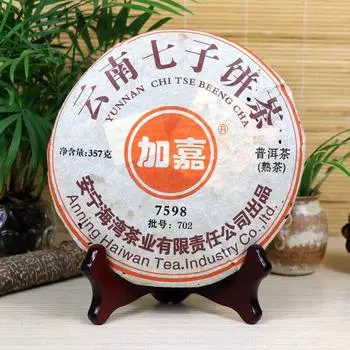 云南七子饼茶
YUNNAN CHI TSE BEENG CHA
加嘉
®
净含量:357克
普洱茶
(熟茶)
7598
批号: 702
安宁海湾茶业有限责任公司出品
Anning Haiwan Tea.Industry Co.,ltd.